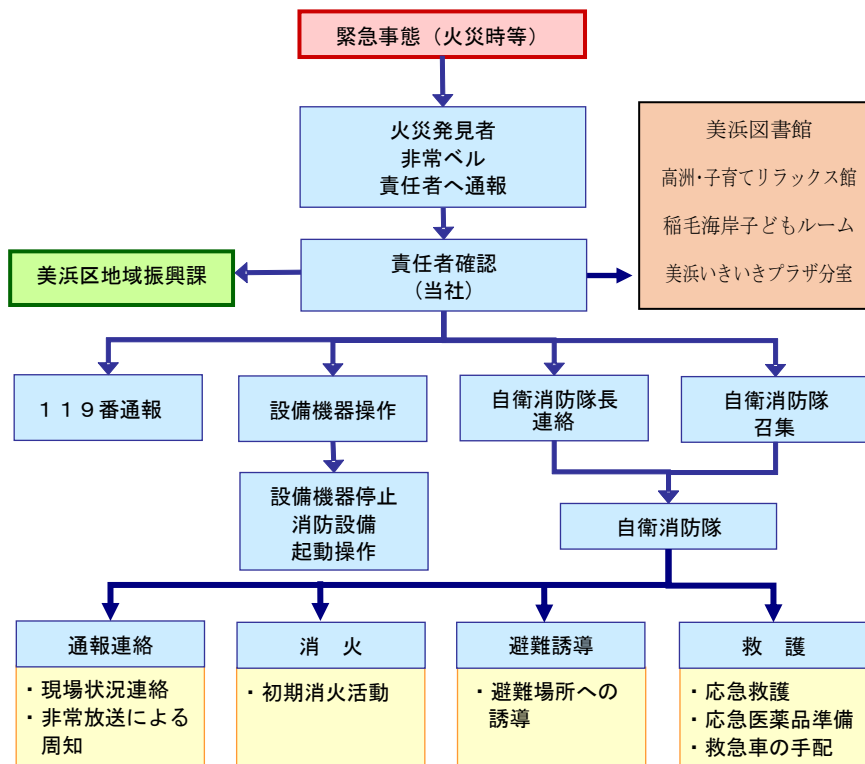 緊急事態（火災時等）
火災発見者
非常ベル
責任者へ通報
美浜図書館
高洲・子育てリラックス館
稲毛海岸子どもルーム
美浜いきいきプラザ分室
美浜区地域振興課
責任者確認
（当社）
１１９番通報
設備機器操作
自衛消防隊長
連絡
自衛消防隊
召集
設備機器停止
消防設備
起動操作
自衛消防隊
通報連絡
・現場状況連絡
・非常放送による
周知
消　火
・初期消火活動
避難誘導
・避難場所への
誘導
救　護
・応急救護
・応急医薬品準備
・救急車の手配